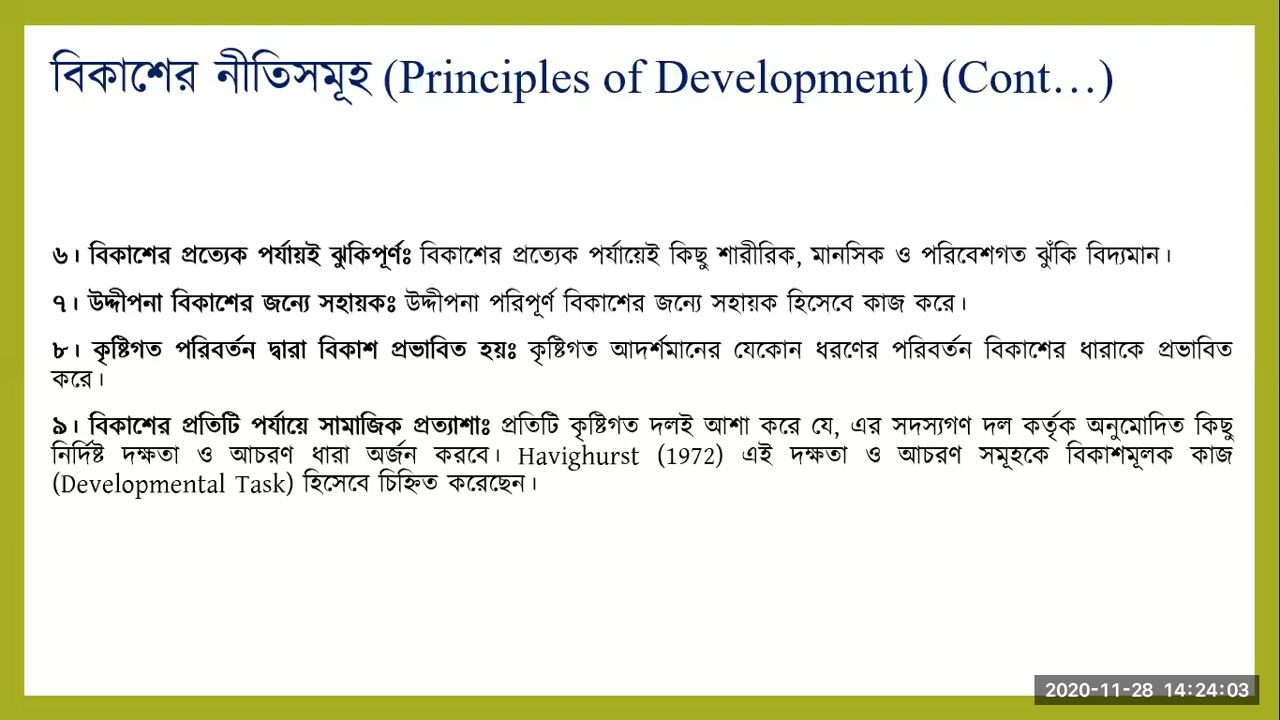 বিকাশের নীতিসমূহ (Principles of Development) (Cont…)
৬। বিকাশের প্রত্যেক পর্যায়ই ঝুকিপূর্ণঃ বিকাশের প্রত্যেক পর্যায়েই কিছু শারীরিক, মানসিক ও পরিবেশগত ঝুঁকি বিদ্যমান।
৭। উদ্দীপনা বিকাশের জন্যে সহায়কঃ উদ্দীপনা পরিপূর্ণ বিকাশের জন্যে সহায়ক হিসেবে কাজ করে।
৮। কৃষ্টিগত পরিবর্তন দ্বারা বিকাশ প্রভাবিত হয়ঃ কৃষ্টিগত আদর্শমানের যেকোন ধরণের পরিবর্তন বিকাশের ধারাকে প্রভাবিত
করে।
৯। বিকাশের প্রতিটি পর্যায়ে সামাজিক প্রত্যাশাঃ প্রতিটি কৃষ্টিগত দলই আশা করে যে, এর সদস্যগণ দল কর্তৃক অনুমোদিত কিছু
নির্দিষ্ট দক্ষতা ও আচরণ ধারা অর্জন করবে। Havighurst (1972) এই দক্ষতা ও আচরণ সমূহকে বিকাশমূলক কাজ
(Developmental Task) হিসেবে চিহ্নিত করেছেন।
2020-11-28 14:24:03